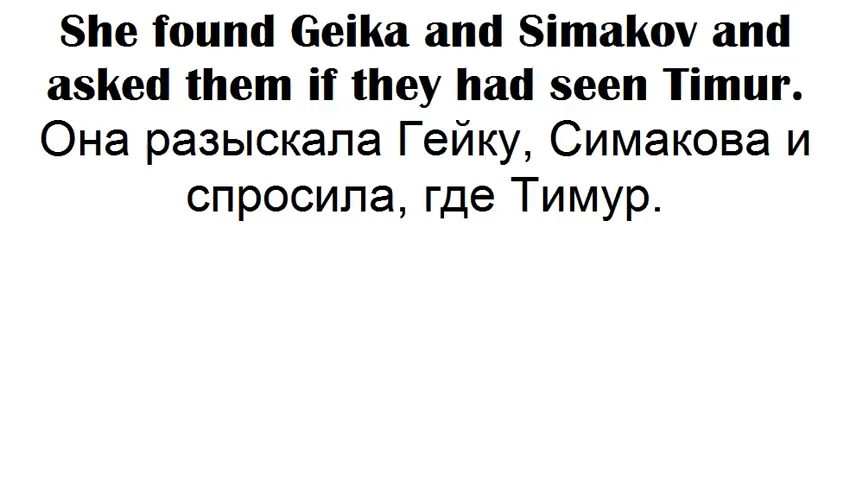 She found Geika and Simakov and
asked them if they had seen Timur.
Она разыскала Гейку, Симакова и
спросила, где Тимур.